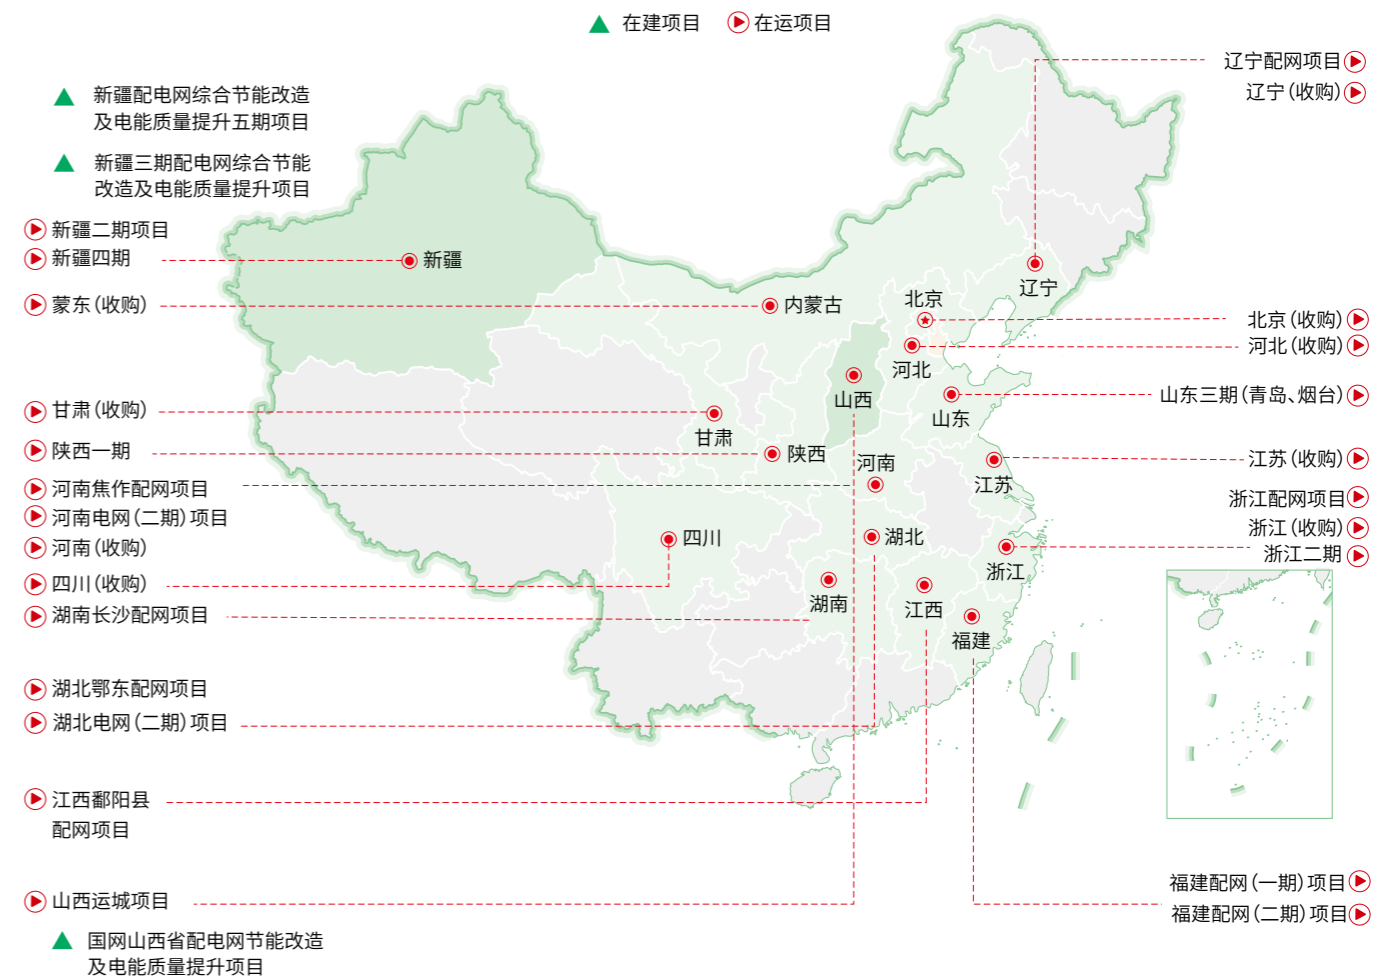 在建项目
在运项目
新疆配电网综合节能改造
及电能质量提升五期项目
新疆三期配电网综合节能
改造及电能质量提升项目
新疆二期项目
新疆四期
蒙东（收购）
甘肃（收购）
陕西一期
河南焦作配网项目
河南电网（二期）项目
河南（收购）
四川（收购）
湖南长沙配网项目
湖北鄂东配网项目
湖北电网（二期）项目
江西鄱阳县
配网项目
山西运城项目
国网山西省配电网节能改造
及电能质量提升项目
新疆
内蒙古
北京
辽宁
河北
山西
山东
甘肃
陕西
河南
江苏
四川
湖北
浙江
湖南
江西
福建
辽宁配网项目
辽宁（收购）
北京（收购）
河北（收购）
山东三期（青岛、烟台）
江苏（收购）
浙江配网项目
浙江（收购）
浙江二期
福建配网（一期）项目
福建配网（二期）项目